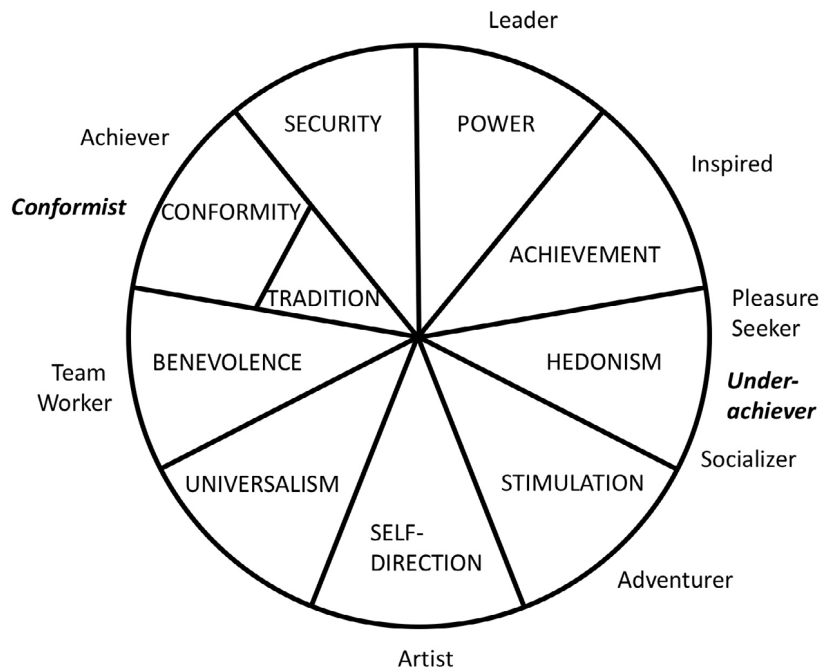 Leader
SECURITY
POWER
Achiever
Inspired
Conformist
CONFORMITY
ACHIEVEMENT
TRADITION
Pleasure
Seeker
BENEVOLENCE
HEDONISM
Team
Worker
Under-
achiever
Socializer
UNIVERSALISM
STIMULATION
SELF-
DIRECTION
Adventurer
Artist